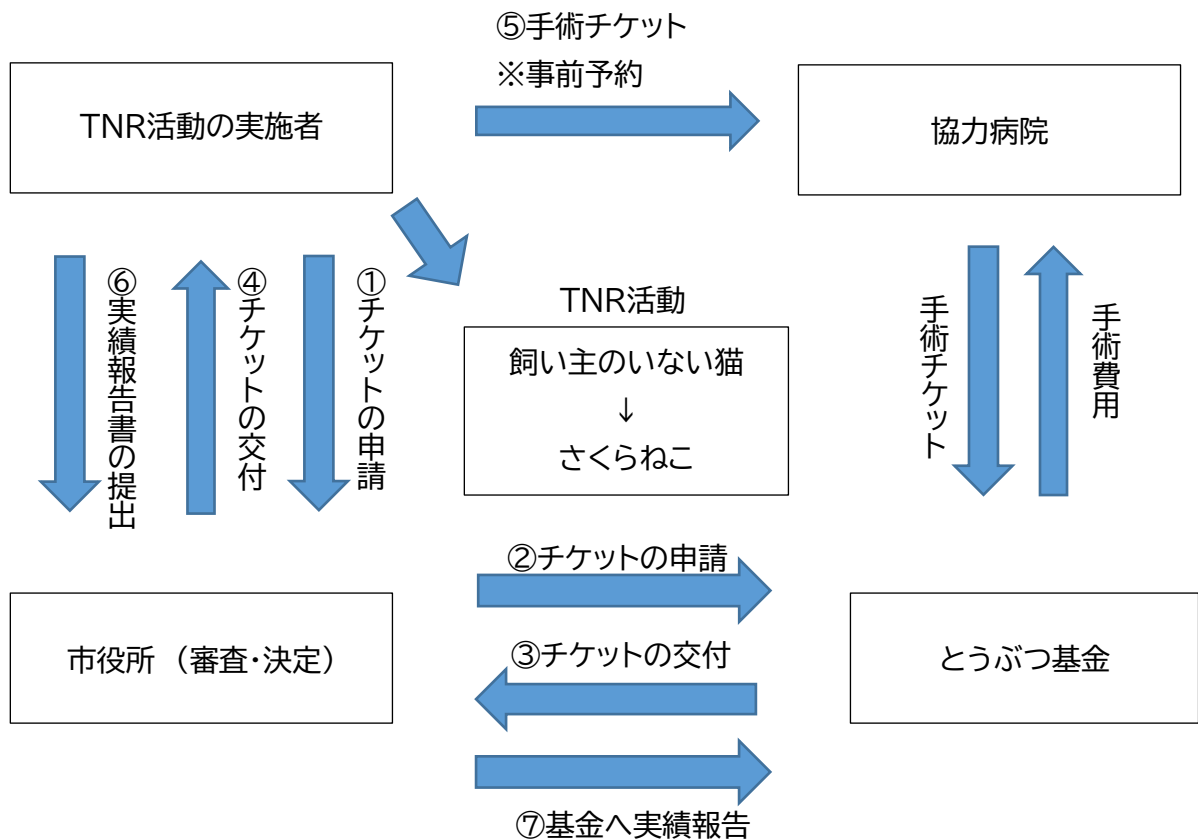 ⑤手術チケット
※事前予約
TNR活動の実施者
協力病院
⑥実績報告書の提出
④チケットの交付
①チケットの申請
TNR活動
飼い主のいない猫
↓
さくらねこ
手術チケット
手術費用
②チケットの申請
市役所 (審査・決定)
③チケットの交付
とうぶつ基金
⑦基金へ実績報告